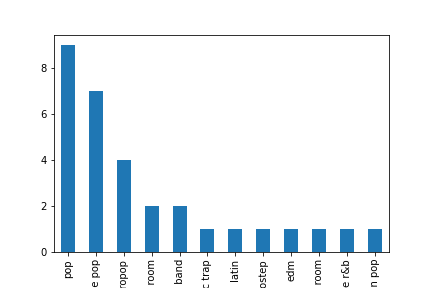 8
6
4
2
0
pop
e pop
ropop
room
band
c trap
latin
ostep
edm
room
e r&b
n pop